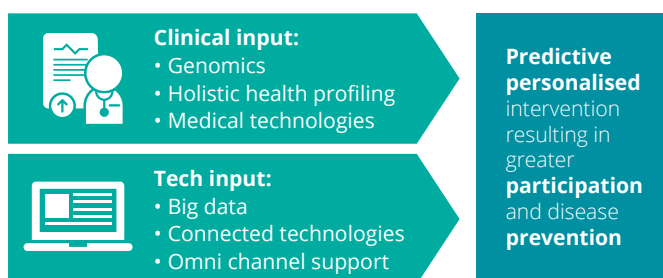 Clinical input:
• Genomics
• Holistic health profiling
• Medical technologies
Tech input:
• Big data
• Connected technologies
• Omni channel support
Predictive
personalised
intervention
resulting in
greater
participation
and disease
prevention